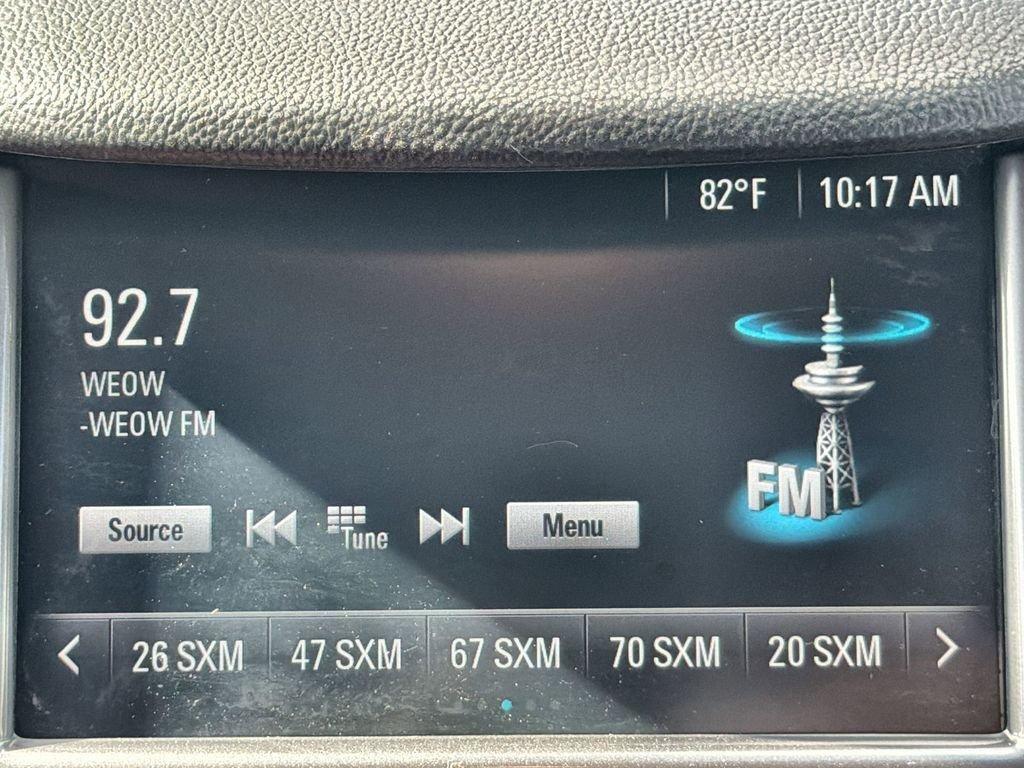 82°F 10:17 AM
92.7
WEOW
-WEOW FM
FM
Source Tune Menu
26 SXM 47 SXM 67 SXM 70 SXM 20 SXM